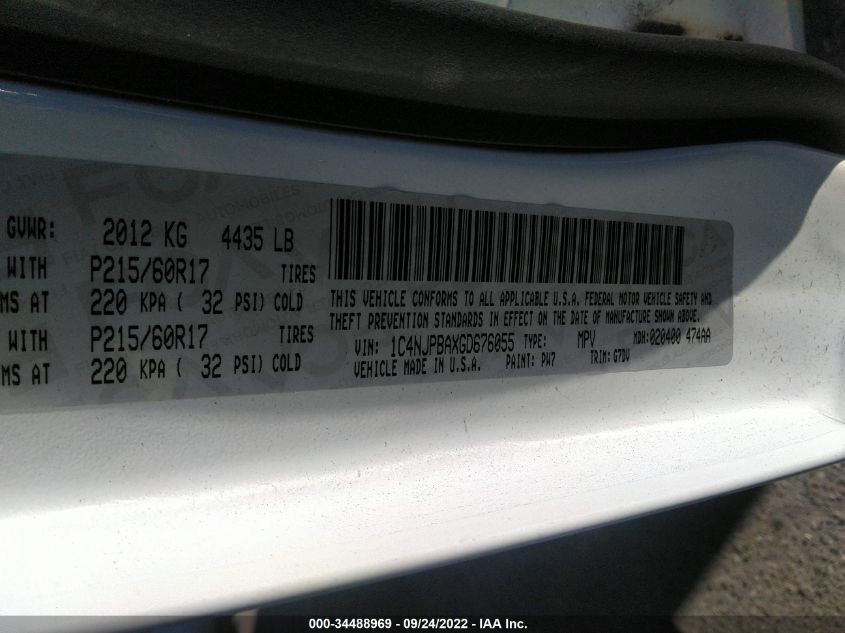 GVWR: 2012 KG 4435 LB
WITH P215/60R17 TIRES
MS AT 220 KPA ( 32 PSI) COLD
WITH P215/60R17 TIRES
MS AT 220 KPA ( 32 PSI) COLD
THIS VEHICLE CONFORMS TO ALL APPLICABLE U.S.A. FEDERAL MOTOR VEHICLE SAFETY AND
THEFT PREVENTION STANDARDS IN EFFECT ON THE DATE OF MANUFACTURE SHOWN ABOVE.
VIN: 1C4NJPBAXGD676055 TYPE: MPV MDH:020400 474AA
VEHICLE MADE IN U.S.A. PAINT: PW7 TRIM: G7DV
FCA
AUTOMOBILES
000-34488969 - 09/24/2022 - IAA Inc.